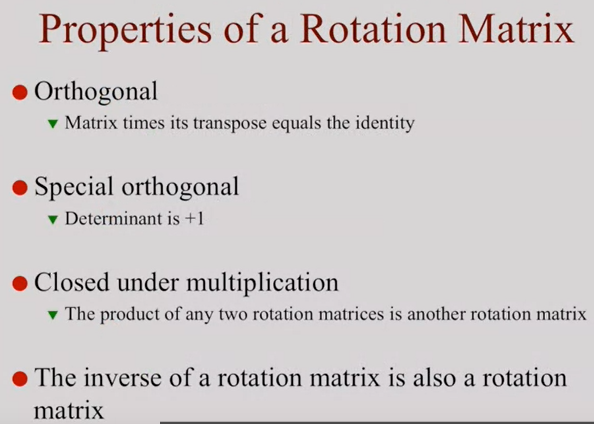 Properties of a Rotation Matrix
Orthogonal
Matrix times its transpose equals the identity
Special orthogonal
Determinant is +1
Closed under multiplication
The product of any two rotation matrices is another rotation matrix
The inverse of a rotation matrix is also a rotation
matrix